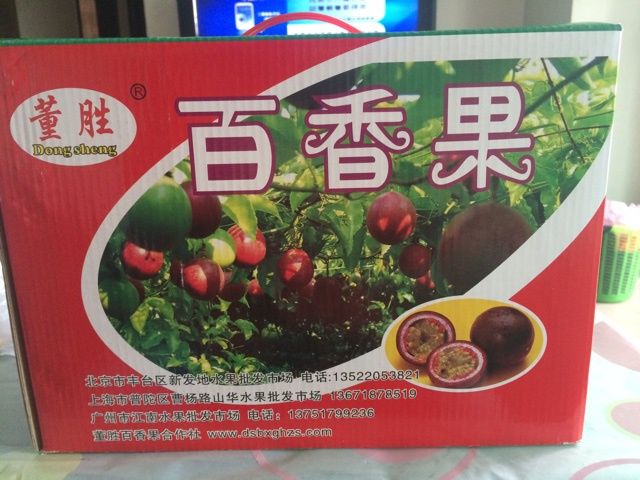 董胜®
Dong sheng
百香果
北京市丰台区新发地水果批发市场 电话:13522053821
上海市普陀区曹杨路山华水果批发市场 13671878519
广州市江南水果批发市场 电话：13751799236
董胜百香果合作社 www.dsbxghzs.com